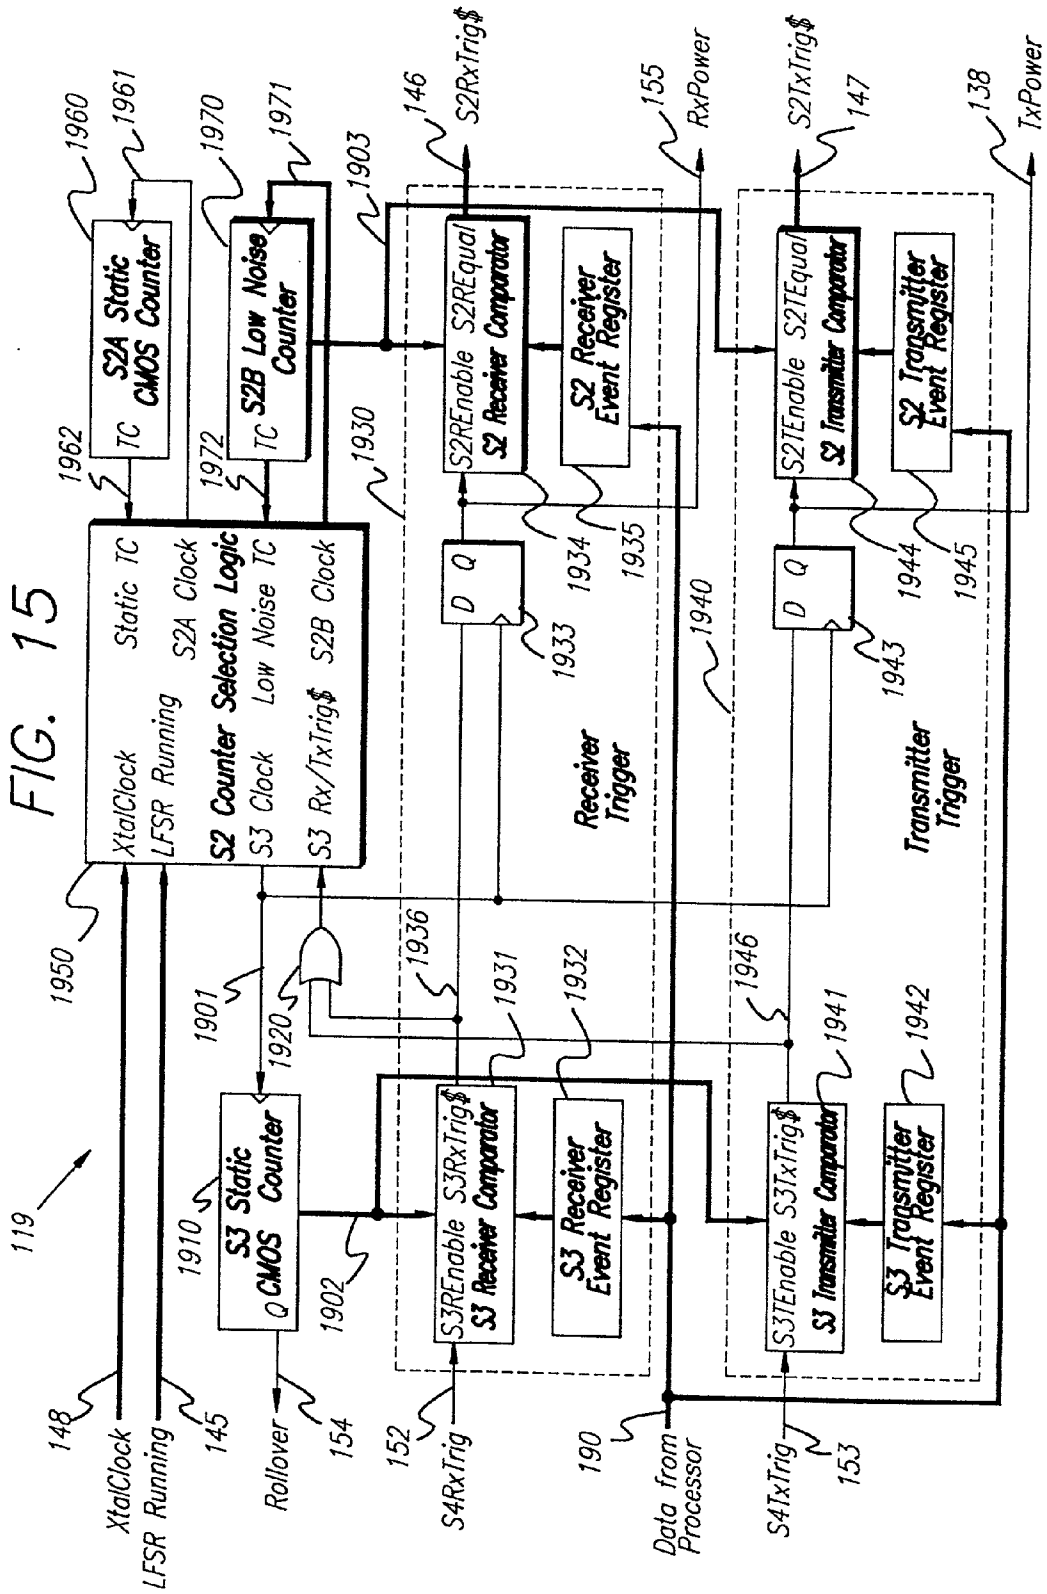 FIG. 15
119
148
XtalClock
145
LFSR Running
1950
XtalClock
Static TC
LFSR Running
S2A Clock
S2 Counter Selection Logic
S3 Clock
Low Noise TC
S3 Rx/TxTrig$
S2B Clock
1962
TC
S2A Static
CMOS Counter
1960
1961
1972
TC
S2B Low Noise
Counter
1970
1971
1903
Rollover
154
1910
S3 Static
Q CMOS Counter
1901
1902
1920
1930
152
S4RxTrig
S3REnable S3RxTrig$
S3 Receiver Comparator
1931
1936
S3 Receiver
Event Register
1932
Receiver
Trigger
D Q
1933
S2REnable S2REqual
S2 Receiver Comparator
1934
S2 Receiver
Event Register
1935
146
S2RxTrig$
155
RxPower
190
Data from
Processor
1940
S4TxTrig
153
S3TEnable S3TxTrig$
S3 Transmitter Comparator
1941
1946
S3 Transmitter
Event Register
1942
Transmitter
Trigger
D Q
1943
S2TEnable S2TEqual
S2 Transmitter Comparator
1944
S2 Transmitter
Event Register
1945
S2TxTrig$
147
138
TxPower